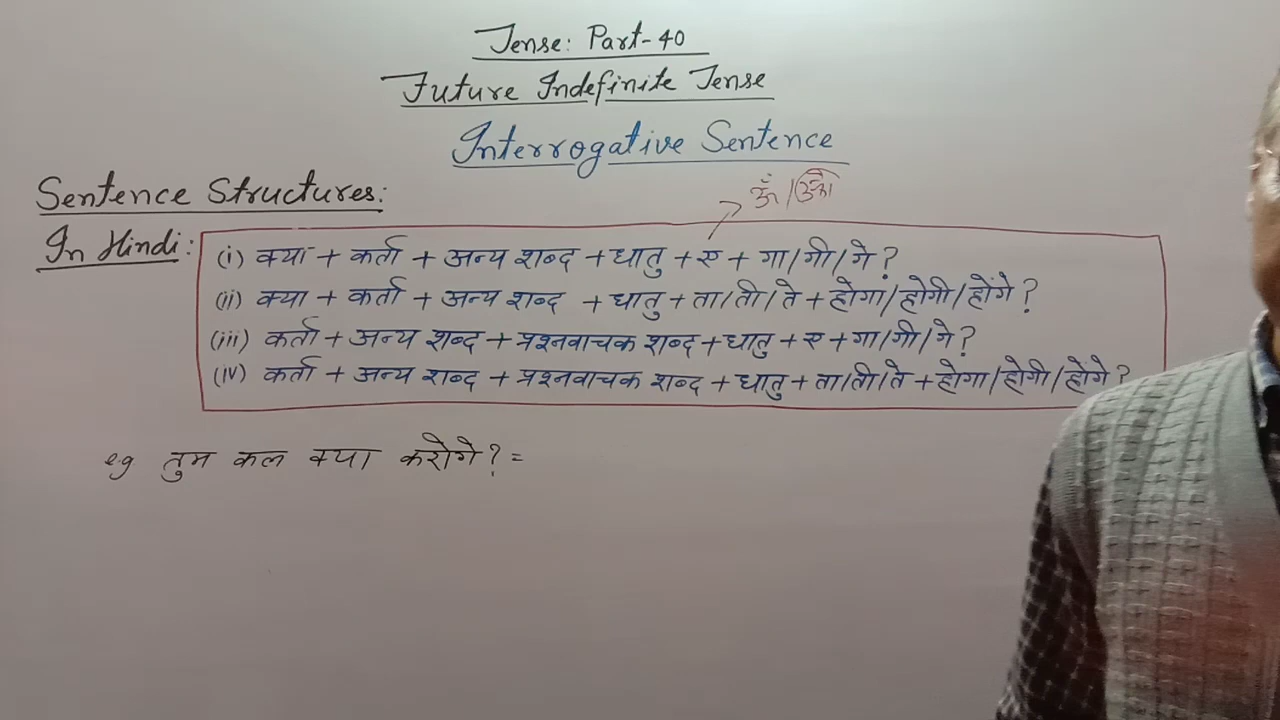 Tense: Part-40
Future Indefinite Tense
Interrogative Sentence
Sentence Structures:
In Hindi:
(i) क्या + कर्ता + अन्य शब्द + धातु + ए + गा/गी/गे?
(ii) क्या + कर्ता + अन्य शब्द + धातु + ता/ती/ते + होगा/होगी/होंगे?
(iii) कर्ता + अन्य शब्द + प्रश्नवाचक शब्द + धातु + ए + गा/गी/गे?
(iv) कर्ता + अन्य शब्द + प्रश्नवाचक शब्द + धातु + ता/ती/ते + होगा/होगी/होंगे?
e.g तुम कल क्या करोगे? =